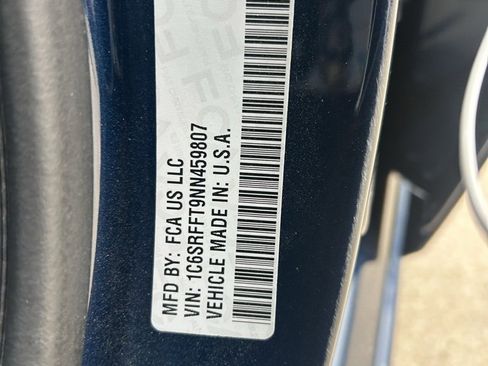 MFD BY: FCA US LLC
VIN: 1C6SRFFT9NN459807
VEHICLE MADE IN: U.S.A.